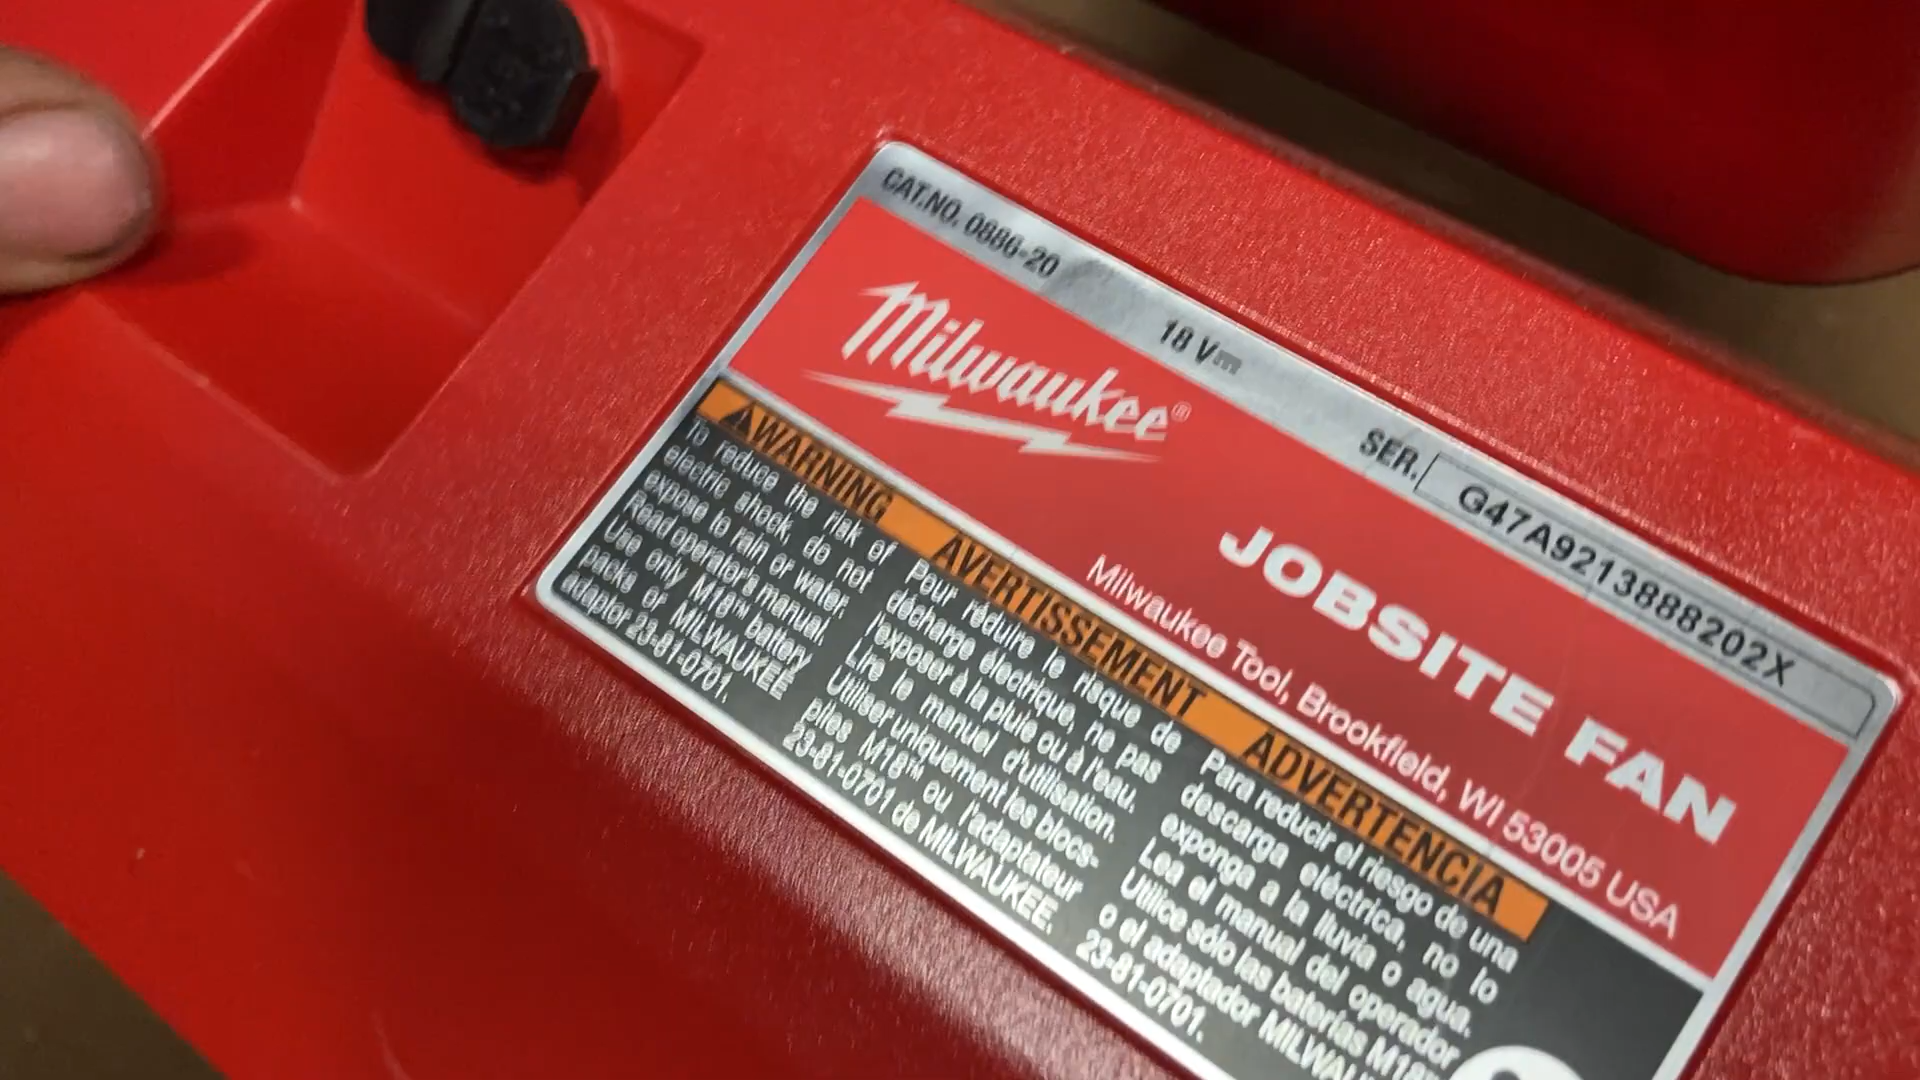 CAT.NO. 0886-20
18 V⎓
SER. G47A9213888202X
Milwaukee®
JOBSITE FAN
Milwaukee Tool, Brookfield, WI 53005 USA
⚠WARNING
To reduce the risk of
electric shock, do not
expose to rain or water.
Read operator's manual.
Use only M18™ battery
packs or MILWAUKEE
adaptor 23-81-0701.
AVERTISSEMENT
Pour réduire le risque de
décharge électrique, ne pas
l'exposer à la pluie ou à l'eau.
Lire le manuel d'utilisation.
Utiliser uniquement les blocs-
piles M18™ ou l'adaptateur
23-81-0701 de MILWAUKEE.
ADVERTENCIA
Para reducir el riesgo de una
descarga eléctrica, no lo
exponga a la lluvia o agua.
Lea el manual del operador
Utilice sólo las baterías M18™
o el adaptador
23-81-0701.